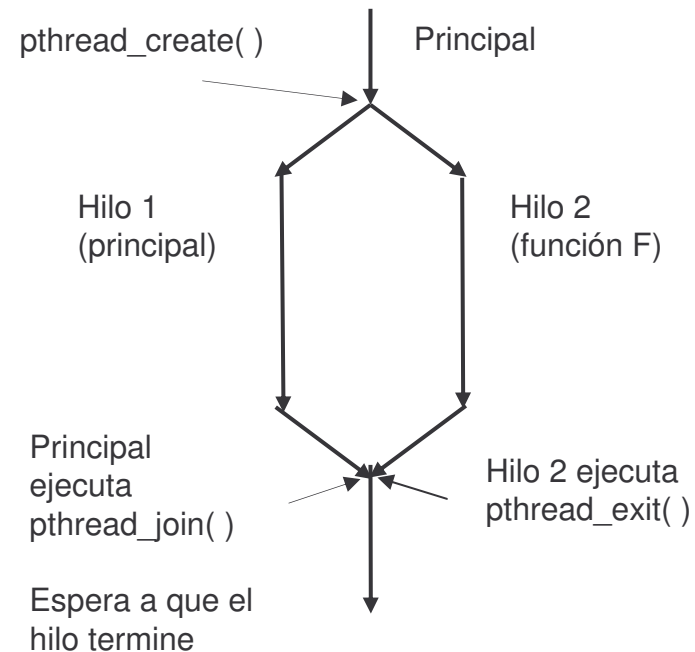 pthread_create( )
Principal
Hilo 1
(principal)
Hilo 2
(función F)
Principal
ejecuta
pthread_join( )
Hilo 2 ejecuta
pthread_exit( )
Espera a que el
hilo termine